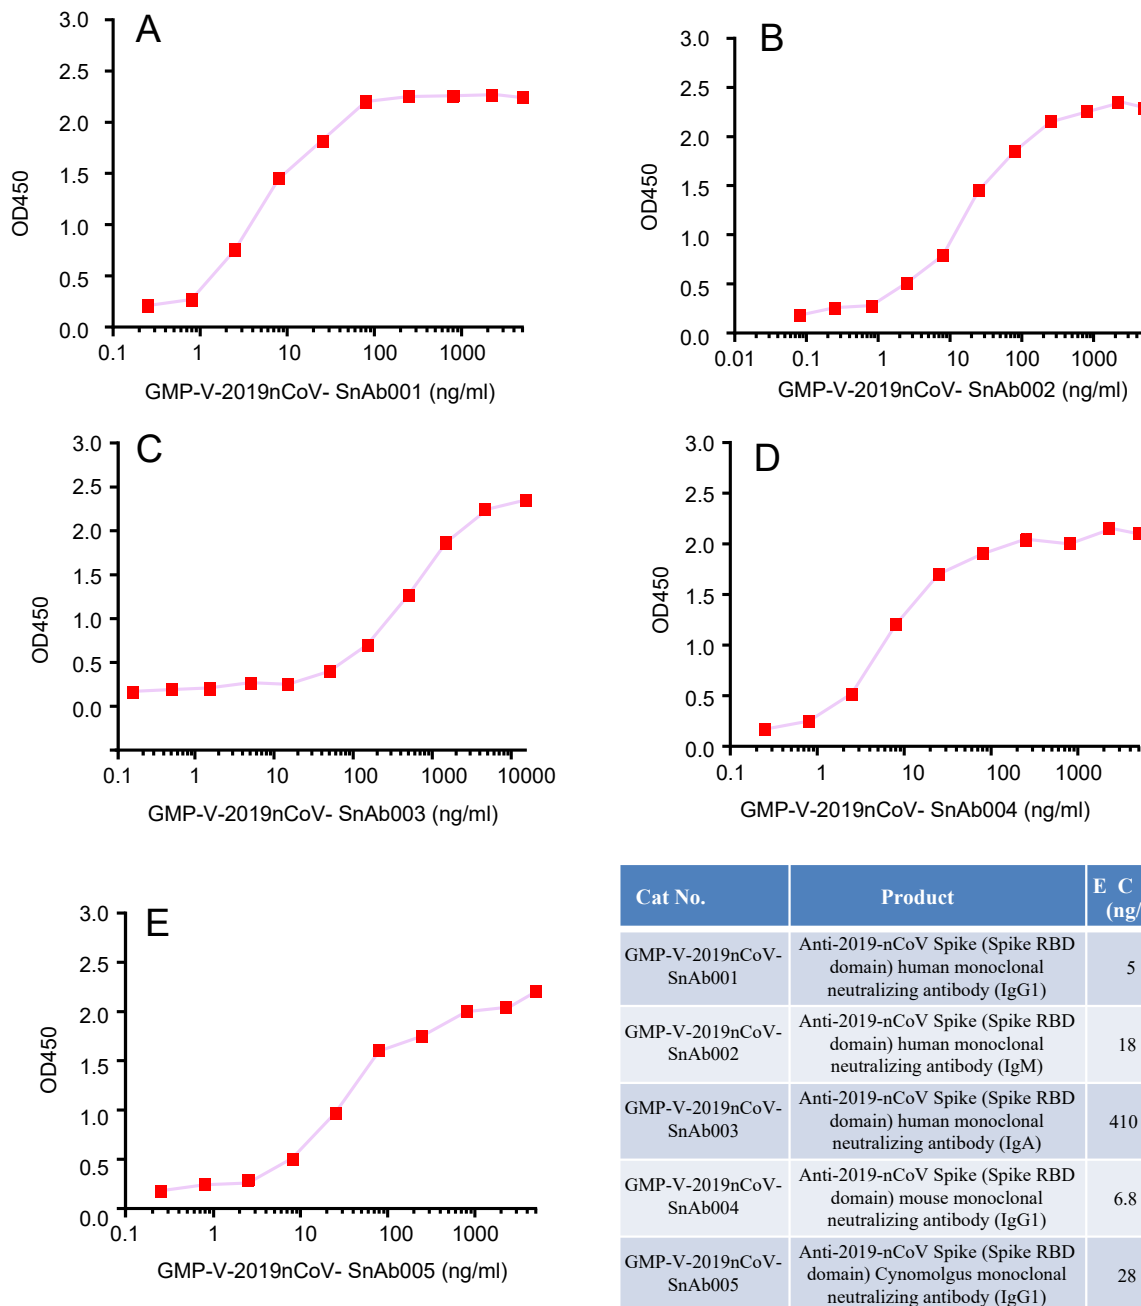 A
3.0
2.5
2.0
1.5
1.0
0.5
0.0
OD450
0.1 1 10 100 1000
GMP-V-2019nCoV- SnAb001 (ng/ml)
B
3.0
2.5
2.0
1.5
1.0
0.5
0.0
OD450
0.01 0.1 1 10 100 1000
GMP-V-2019nCoV- SnAb002 (ng/ml)
C
3.0
2.5
2.0
1.5
1.0
0.5
0.0
OD450
0.1 1 10 100 1000 10000
GMP-V-2019nCoV- SnAb003 (ng/ml)
D
3.0
2.5
2.0
1.5
1.0
0.5
0.0
OD450
0.1 1 10 100 1000
GMP-V-2019nCoV- SnAb004 (ng/ml)
E
3.0
2.5
2.0
1.5
1.0
0.5
0.0
OD450
0.1 1 10 100 1000
GMP-V-2019nCoV- SnAb005 (ng/ml)
Cat No. Product E C
(ng/
GMP-V-2019nCoV-
SnAb001
Anti-2019-nCoV Spike (Spike RBD
domain) human monoclonal
neutralizing antibody (IgG1)
5
GMP-V-2019nCoV-
SnAb002
Anti-2019-nCoV Spike (Spike RBD
domain) human monoclonal
neutralizing antibody (IgM)
18
GMP-V-2019nCoV-
SnAb003
Anti-2019-nCoV Spike (Spike RBD
domain) human monoclonal
neutralizing antibody (IgA)
410
GMP-V-2019nCoV-
SnAb004
Anti-2019-nCoV Spike (Spike RBD
domain) mouse monoclonal
neutralizing antibody (IgG1)
6.8
GMP-V-2019nCoV-
SnAb005
Anti-2019-nCoV Spike (Spike RBD
domain) Cynomolgus monoclonal
neutralizing antibody (IgG1)
28